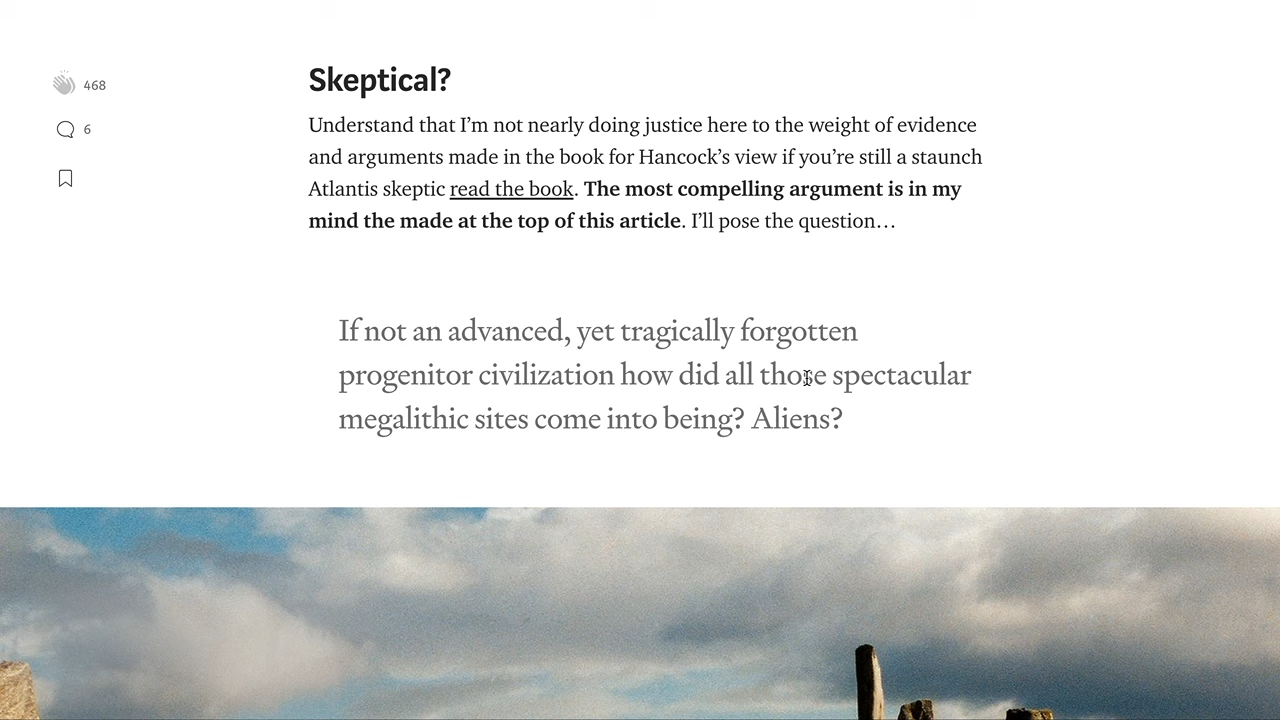 Skeptical?
468
Understand that I’m not nearly doing justice here to the weight of evidence
6
and arguments made in the book for Hancock’s view if you’re still a staunch
Atlantis skeptic read the book. The most compelling argument is in my
mind the made at the top of this article. I’ll pose the question…
If not an advanced, yet tragically forgotten
progenitor civilization how did all those spectacular
megalithic sites come into being? Aliens?